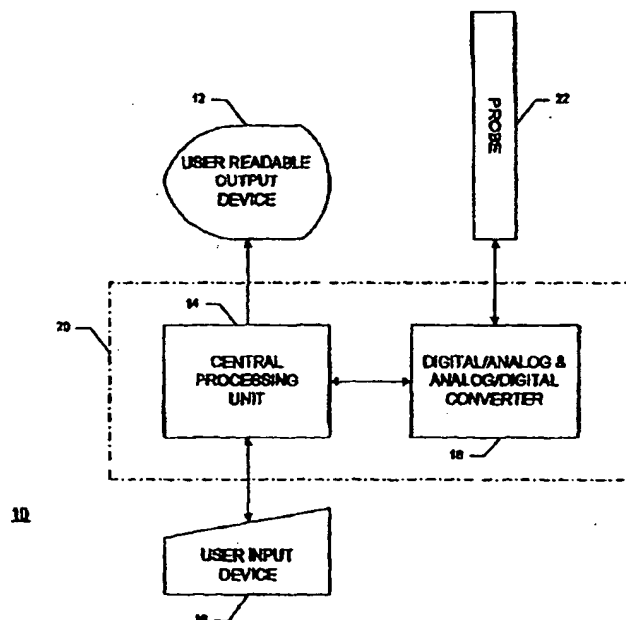 12
USER READABLE
OUTPUT
DEVICE
PROBE
22
20
14
CENTRAL
PROCESSING
UNIT
DIGITAL/ANALOG &
ANALOG/DIGITAL
CONVERTER
18
10
USER INPUT
DEVICE